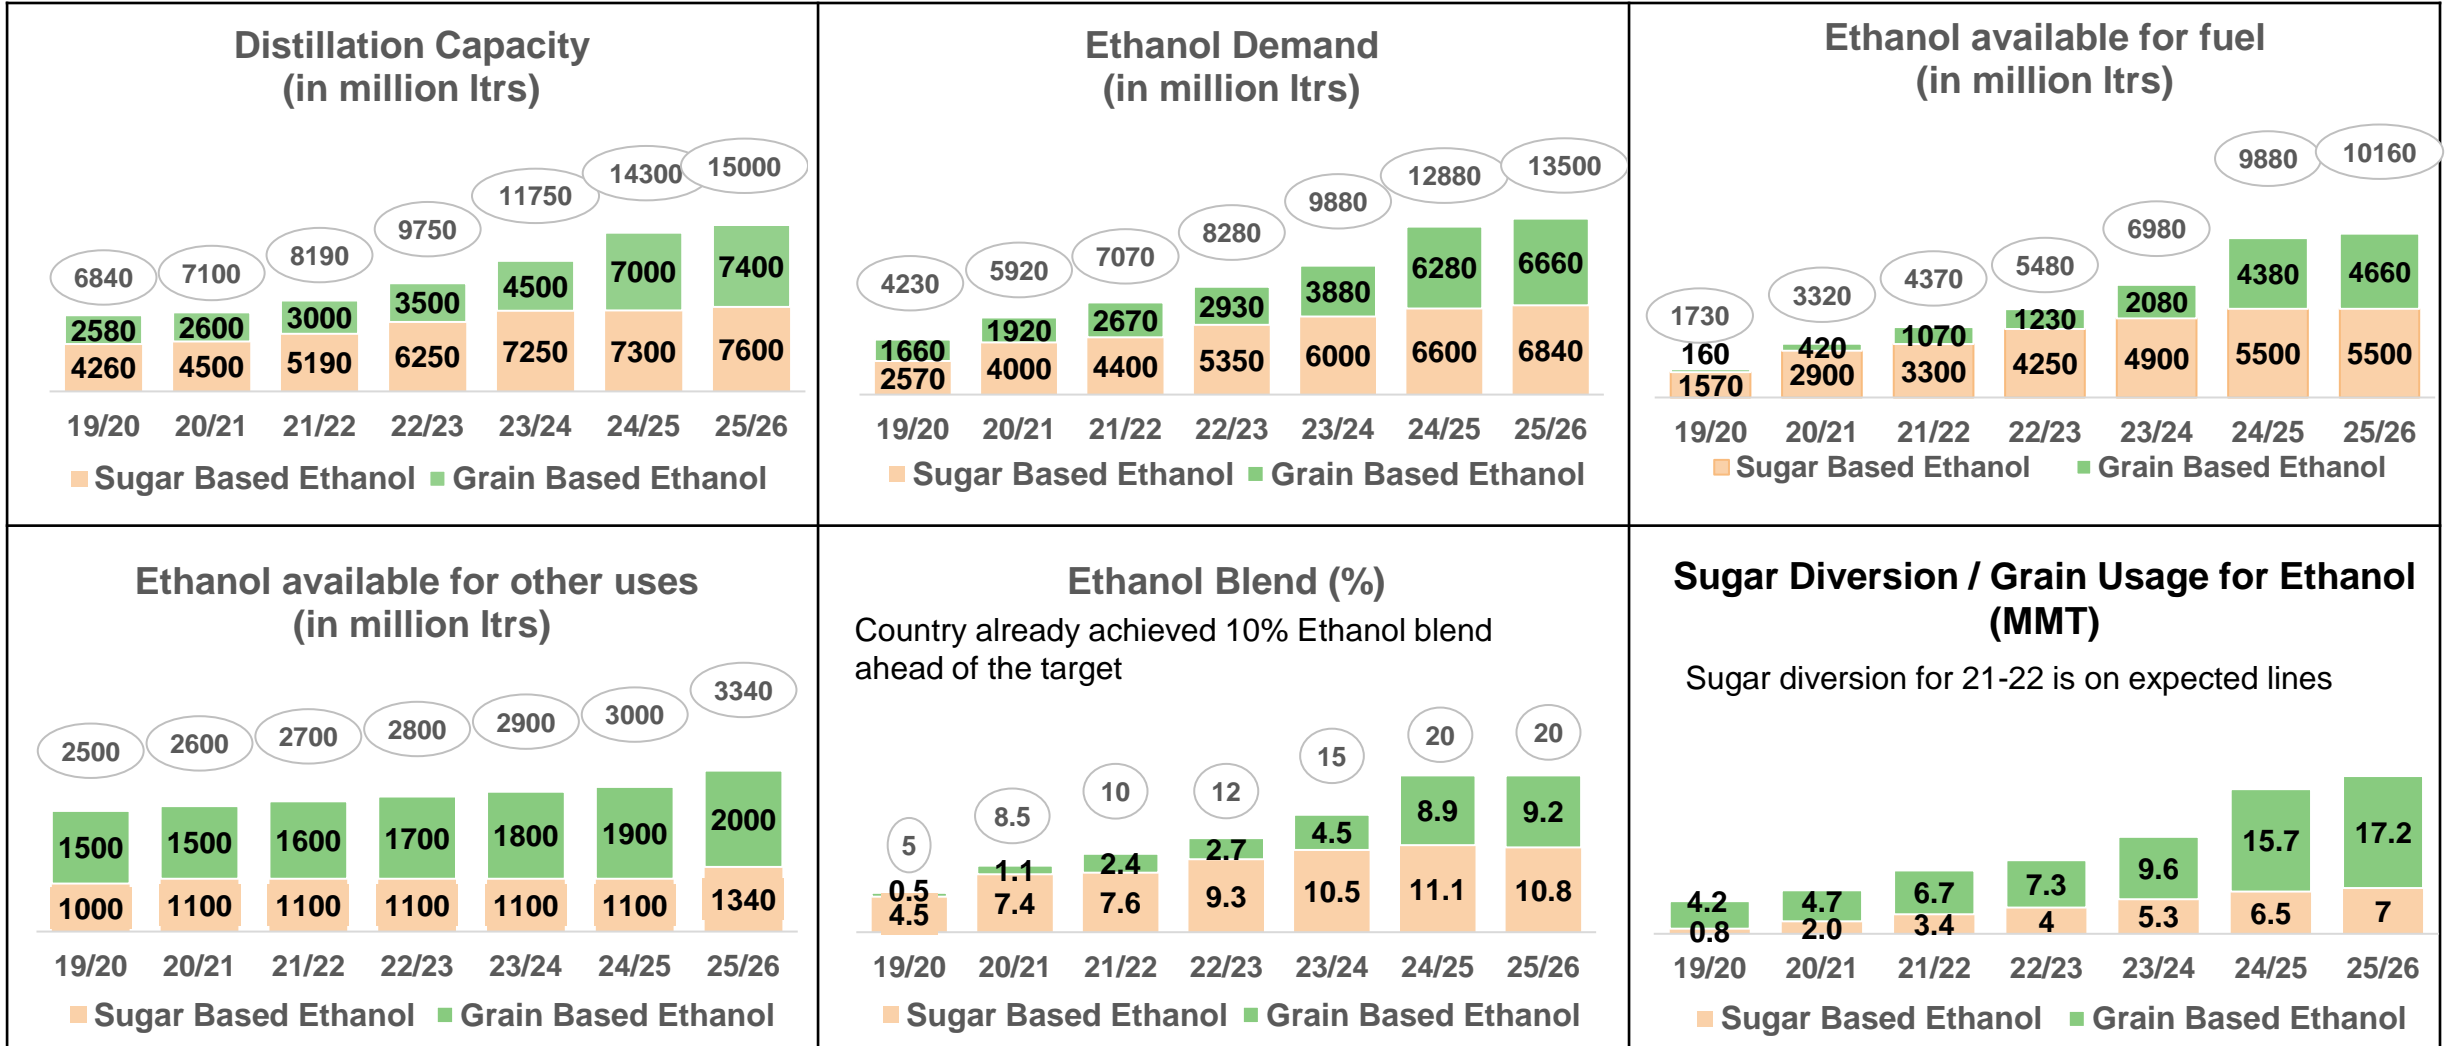 Distillation Capacity
(in million ltrs)
6840 7100 8190 9750 11750 14300 15000
2580 2600 3000 3500 4500 7000 7400
4260 4500 5190 6250 7250 7300 7600
19/20 20/21 21/22 22/23 23/24 24/25 25/26
Sugar Based Ethanol Grain Based Ethanol
Ethanol Demand
(in million ltrs)
4230 5920 7070 8280 9880 12880 13500
1660 1920 2670 2930 3880 6280 6660
2570 4000 4400 5350 6000 6600 6840
19/20 20/21 21/22 22/23 23/24 24/25 25/26
Sugar Based Ethanol Grain Based Ethanol
Ethanol available for fuel
(in million ltrs)
1730 3320 4370 5480 6980 9880 10160
160 420 1070 1230 2080 4380 4660
1570 2900 3300 4250 4900 5500 5500
19/20 20/21 21/22 22/23 23/24 24/25 25/26
Sugar Based Ethanol Grain Based Ethanol
Ethanol available for other uses
(in million ltrs)
2500 2600 2700 2800 2900 3000 3340
1500 1500 1600 1700 1800 1900 2000
1000 1100 1100 1100 1100 1100 1340
19/20 20/21 21/22 22/23 23/24 24/25 25/26
Sugar Based Ethanol Grain Based Ethanol
Ethanol Blend (%)
Country already achieved 10% Ethanol blend
ahead of the target
5 8.5 10 12 15 20 20
0.5 1.1 2.4 2.7 4.5 8.9 9.2
4.5 7.4 7.6 9.3 10.5 11.1 10.8
19/20 20/21 21/22 22/23 23/24 24/25 25/26
Sugar Based Ethanol Grain Based Ethanol
Sugar Diversion / Grain Usage for Ethanol
(MMT)
Sugar diversion for 21-22 is on expected lines
4.2 4.7 6.7 7.3 9.6 15.7 17.2
0.8 2.0 3.4 4 5.3 6.5 7
19/20 20/21 21/22 22/23 23/24 24/25 25/26
Sugar Based Ethanol Grain Based Ethanol